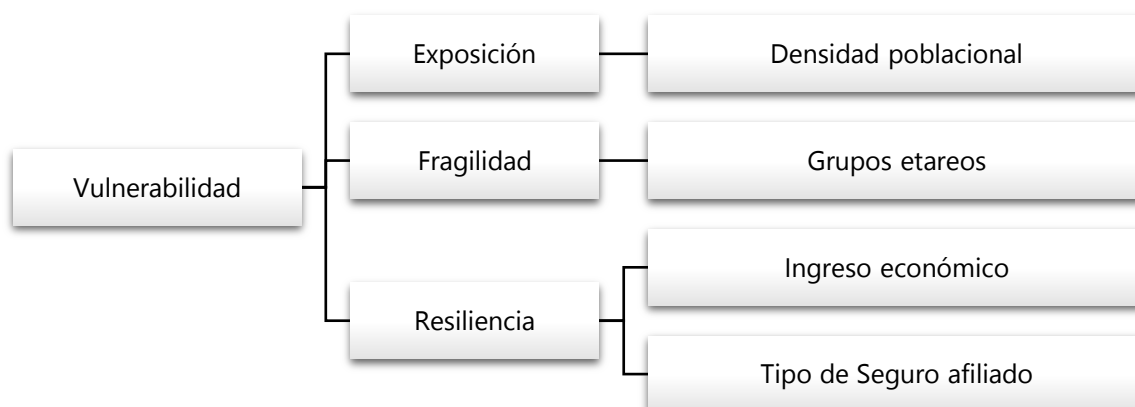 Vulnerabilidad
Exposición
Densidad poblacional
Fragilidad
Grupos etareos
Resiliencia
Ingreso económico
Tipo de Seguro afiliado